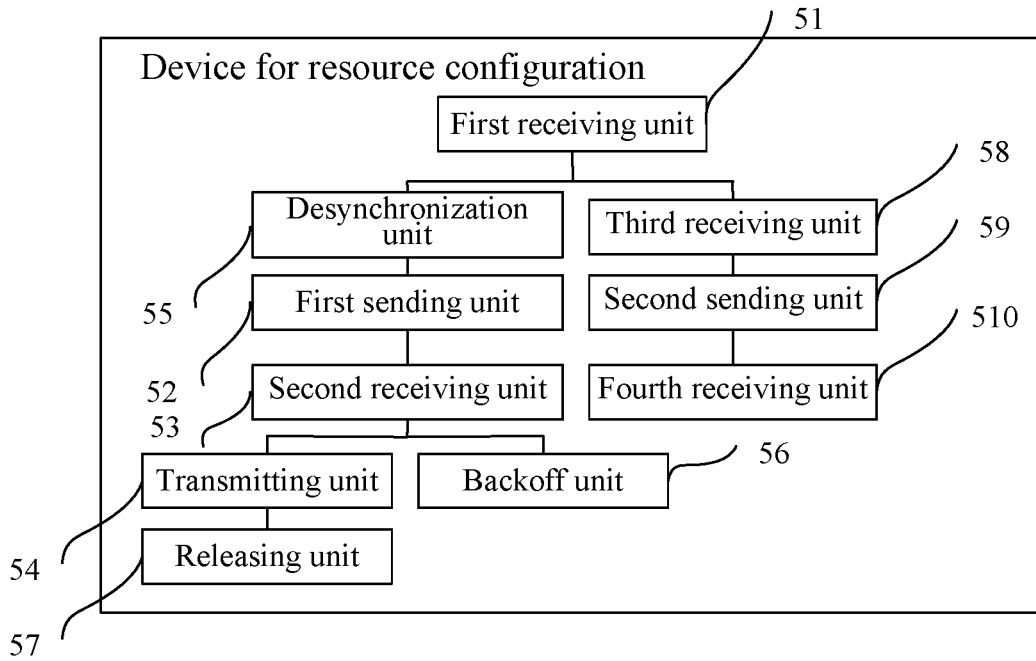 51
Device for resource configuration
First receiving unit
58
Desynchronization
unit
Third receiving unit
59
55
First sending unit
Second sending unit
510
52
Second receiving unit
Fourth receiving unit
53
56
Transmitting unit
Backoff unit
54
Releasing unit
57